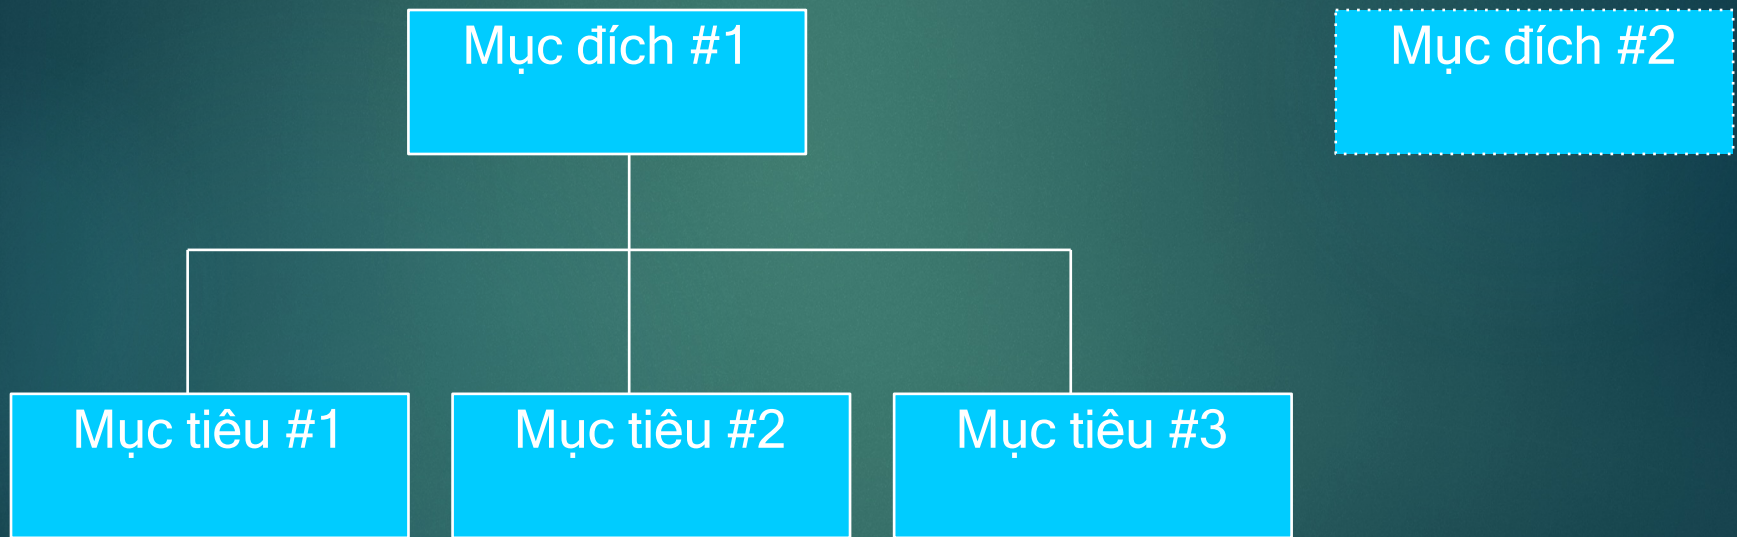 Mục đích #1
Mục đích #2
Mục tiêu #1
Mục tiêu #2
Mục tiêu #3